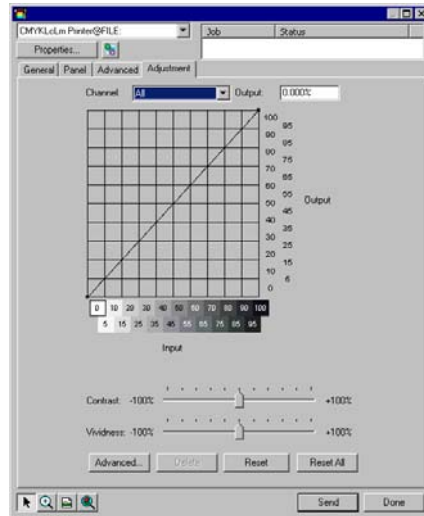 CMYKLcLm Printer@FILE:
Job Status
Properties...
General Panel Advanced Adjustment
Channel: All Output: 0.000%
100
95
90
85
80
75
70
65
60
55
50
45
40
35
30
25
20
15
10
5
0
Output
0 10 20 30 40 50 60 70 80 90 100
5 15 25 35 45 55 65 75 85 95
Input
Contrast: -100% +100%
Vividness: -100% +100%
Advanced... Delete Reset Reset All
Send Done